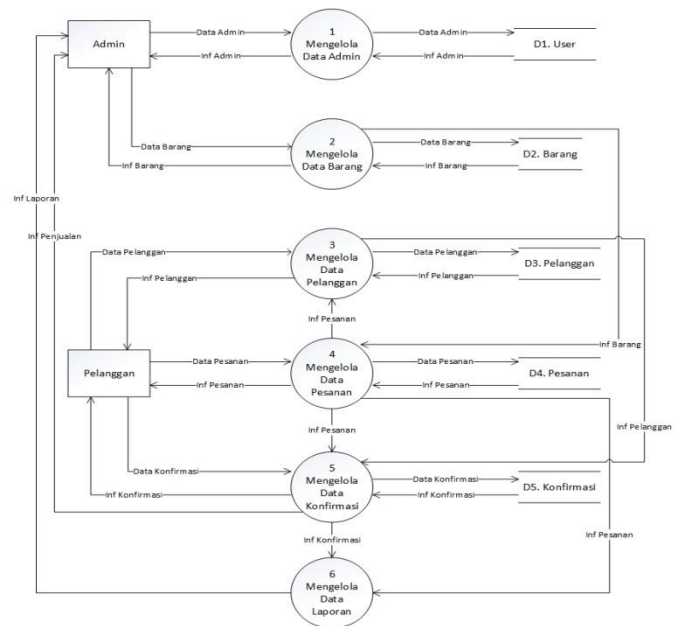 Admin
Data Admin
Inf Admin
1
Mengelola
Data Admin
Data Admin
Inf Admin
D1. User
Data Barang
Inf Barang
2
Mengelola
Data Barang
Data Barang
Inf Barang
D2. Barang
Inf Laporan
Inf Penjualan
Data Pelanggan
Inf Pelanggan
3
Mengelola
Data
Pelanggan
Data Pelanggan
Inf Pelanggan
D3. Pelanggan
Inf Pesanan
Inf Barang
Pelanggan
Data Pesanan
Inf Pesanan
4
Mengelola
Data
Pesanan
Data Pesanan
Inf Pesanan
D4. Pesanan
Inf Pesanan
Inf Pelanggan
Data Konfirmasi
Inf Konfirmasi
5
Mengelola
Data
Konfirmasi
Data Konfirmasi
Inf Konfirmasi
D5. Konfirmasi
Inf Konfirmasi
Inf Pesanan
6
Mengelola
Data
Laporan